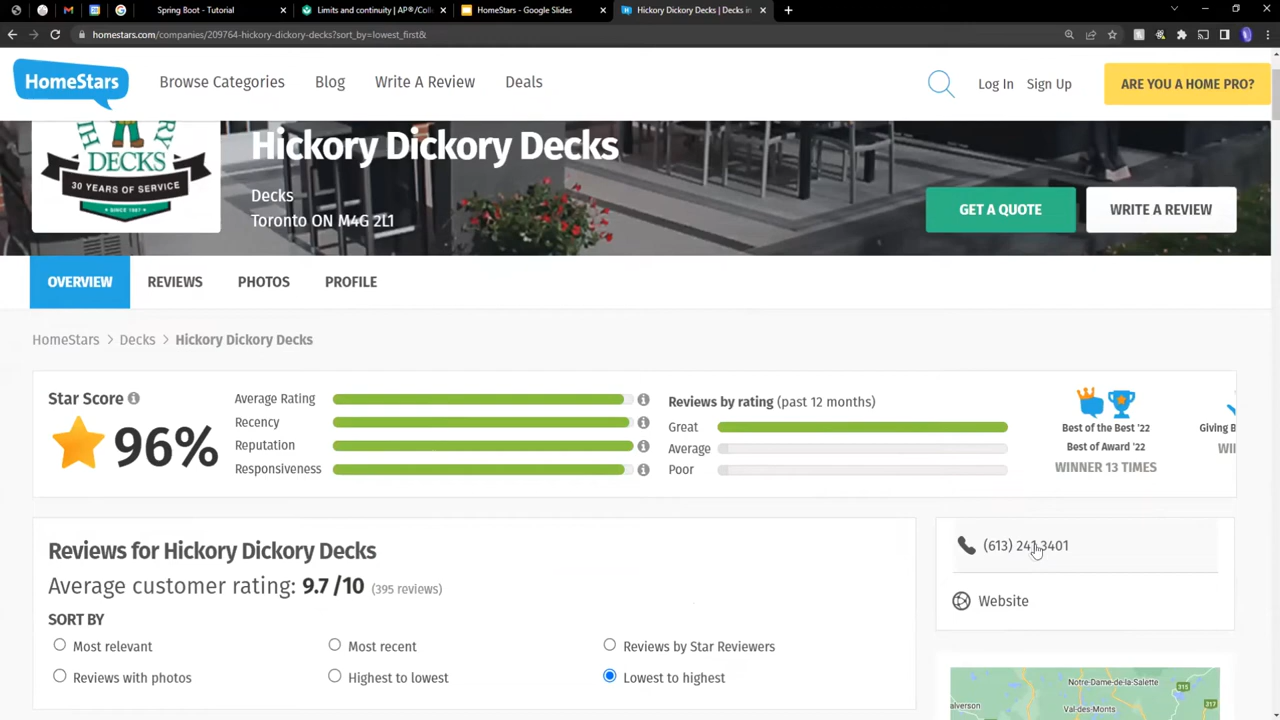 Spring Boot - Tutorial
Limits and continuity | AP®/Coll
HomeStars - Google Slides
Hickory Dickory Decks | Decks in
homestars.com/companies/209764-hickory-dickory-decks?sort_by=lowest_first&
HomeStars
Browse Categories
Blog
Write A Review
Deals
Log In
Sign Up
ARE YOU A HOME PRO?
DECKS
30 YEARS OF SERVICE
SINCE 1987
Hickory Dickory Decks
Decks
Toronto ON M4G 2L1
GET A QUOTE
WRITE A REVIEW
OVERVIEW
REVIEWS
PHOTOS
PROFILE
HomeStars > Decks > Hickory Dickory Decks
Star Score
96%
Average Rating
Recency
Reputation
Responsiveness
Reviews by rating (past 12 months)
Great
Average
Poor
Best of the Best '22
Best of Award '22
WINNER 13 TIMES
Giving B
WI
Reviews for Hickory Dickory Decks
Average customer rating: 9.7 /10 (395 reviews)
SORT BY
Most relevant
Most recent
Reviews by Star Reviewers
Reviews with photos
Highest to lowest
Lowest to highest
(613) 241-3401
Website
Notre-Dame-de-la-Salette
315
alverson
Val-des-Monts
317